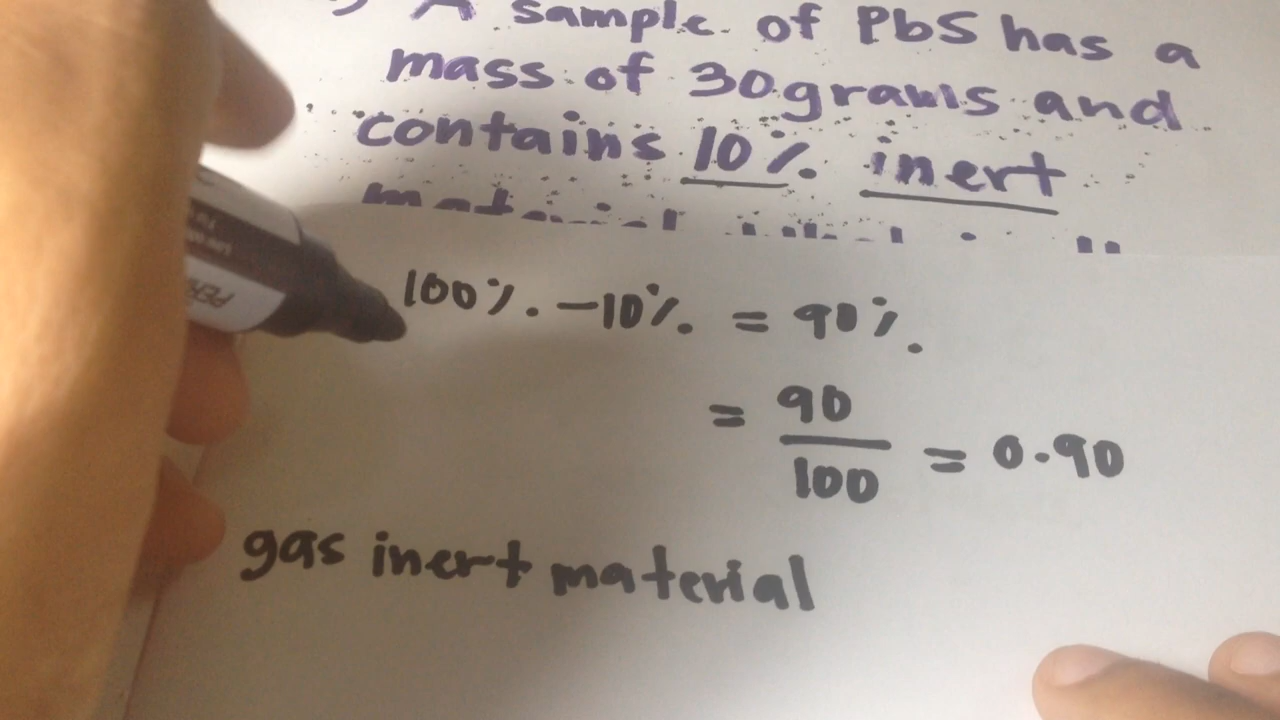 A sample of PbS has a
mass of 30 grams and
contains 10% inert
100% - 10% = 90%
= 90/100 = 0.90
gas inert material